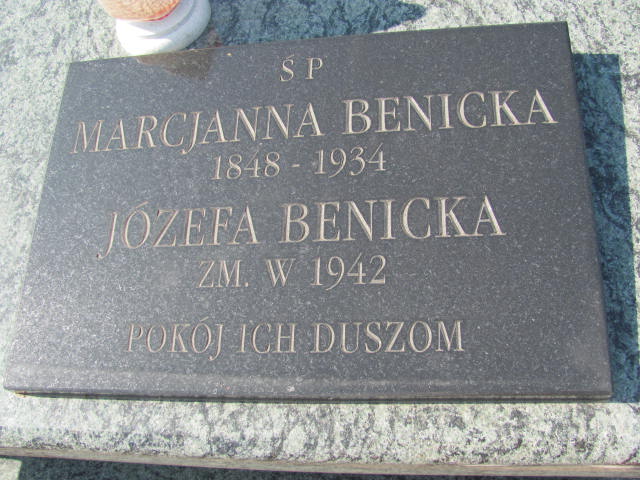 ŚP
MARCJANNA BENICKA
1848 - 1934
JÓZEFA BENICKA
ZM. W 1942
POKÓJ ICH DUSZOM